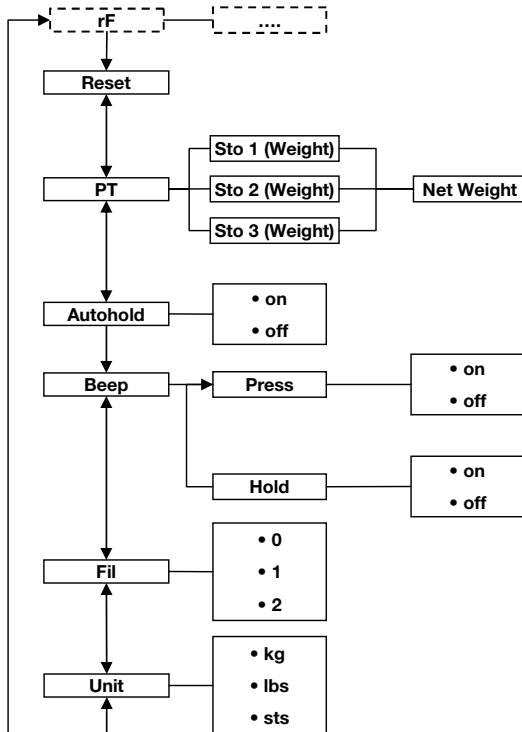 rF
....
Reset
Sto 1 (Weight)
PT
Sto 2 (Weight)
Net Weight
Sto 3 (Weight)
Autohold
• on
• off
Beep
Press
• on
• off
Hold
• on
• off
Fil
• 0
• 1
• 2
Unit
• kg
• lbs
• sts